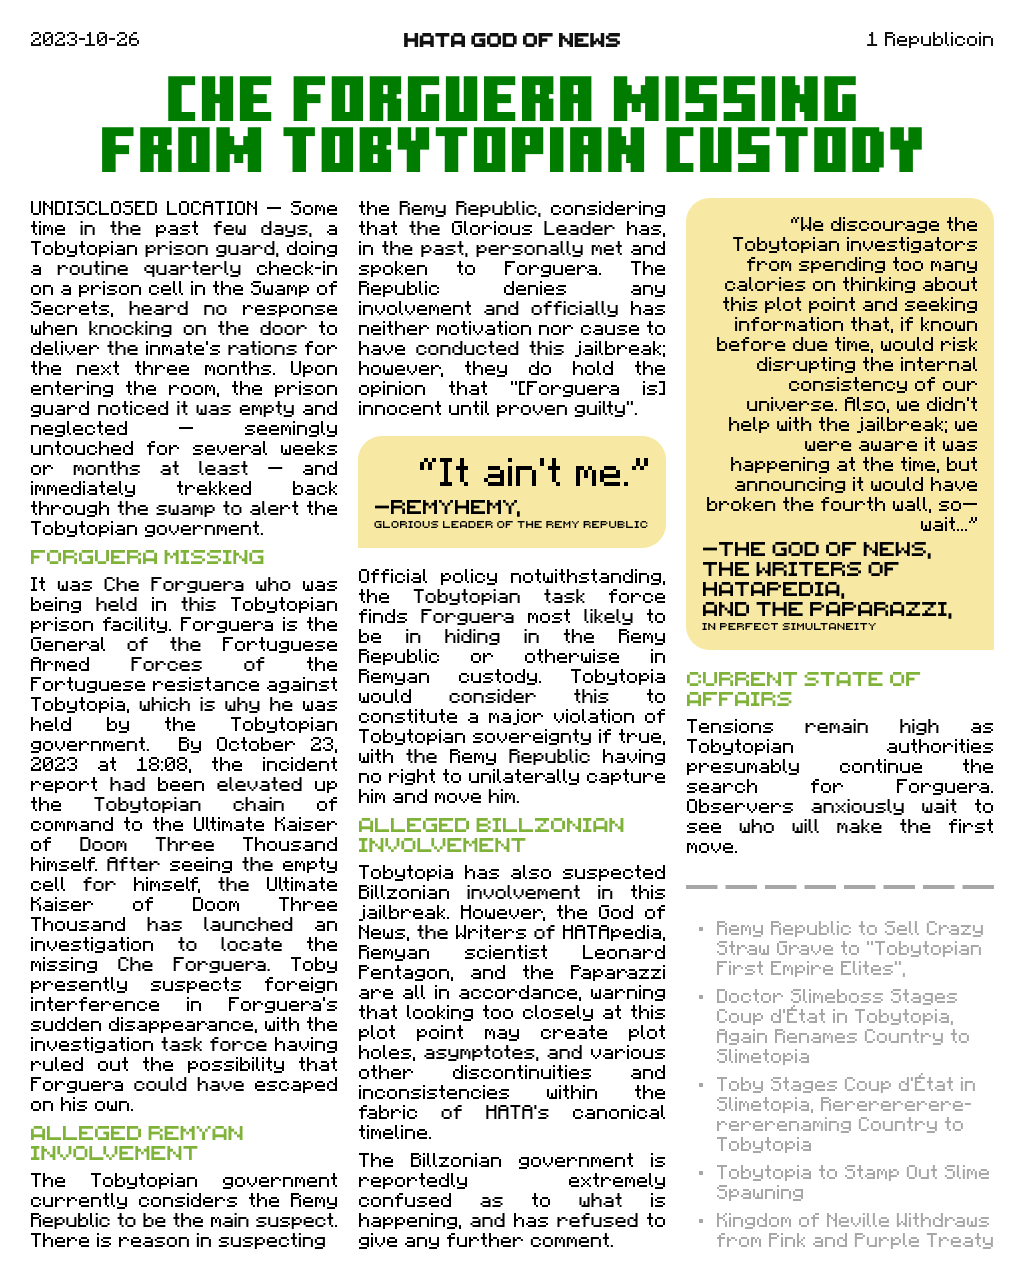 2023-10-26
HATA GOD OF NEWS
1 Republicoin
CHE FORGUERA MISSING
FROM TOBYTOPIAN CUSTODY
UNDISCLOSED LOCATION — Some
time in the past few days, a
Tobytopian prison guard, doing
a routine quarterly check-in
on a prison cell in the Swamp of
Secrets, heard no response
when knocking on the door to
deliver the inmate's rations for
the next three months. Upon
entering the room, the prison
guard noticed it was empty and
neglected — seemingly
untouched for several weeks
or months at least — and
immediately trekked back
through the swamp to alert the
Tobytopian government.
FORGUERA MISSING
It was Che Forguera who was
being held in this Tobytopian
prison facility. Forguera is the
General of the Fortuguese
Armed Forces of the
Fortuguese resistance against
Tobytopia, which is why he was
held by the Tobytopian
government. By October 23,
2023 at 18:08, the incident
report had been elevated up
the Tobytopian chain of
command to the Ultimate Kaiser
of Doom Three Thousand
himself. After seeing the empty
cell for himself, the Ultimate
Kaiser of Doom Three
Thousand has launched an
investigation to locate the
missing Che Forguera. Toby
presently suspects foreign
interference in Forguera's
sudden disappearance, with the
investigation task force having
ruled out the possibility that
Forguera could have escaped
on his own.
ALLEGED REMYAN
INVOLVEMENT
The Tobytopian government
currently considers the Remy
Republic to be the main suspect.
There is reason in suspecting
the Remy Republic, considering
that the Glorious Leader has,
in the past, personally met and
spoken to Forguera. The
Republic denies any
involvement and officially has
neither motivation nor cause to
have conducted this jailbreak;
however, they do hold the
opinion that "[Forguera is]
innocent until proven guilty".
“It ain't me.”
—REMYHEMY,
GLORIOUS LEADER OF THE REMY REPUBLIC
Official policy notwithstanding,
the Tobytopian task force
finds Forguera most likely to
be in hiding in the Remy
Republic or otherwise in
Remyan custody. Tobytopia
would consider this to
constitute a major violation of
Tobytopian sovereignty if true,
with the Remy Republic having
no right to unilaterally capture
him and move him.
ALLEGED BILLZONIAN
INVOLVEMENT
Tobytopia has also suspected
Billzonian involvement in this
jailbreak. However, the God of
News, the Writers of HATApedia,
Remyan scientist Leonard
Pentagon, and the Paparazzi
are all in accordance, warning
that looking too closely at this
plot point may create plot
holes, asymptotes, and various
other discontinuities and
inconsistencies within the
fabric of HATA's canonical
timeline.
The Billzonian government is
reportedly extremely
confused as to what is
happening, and has refused to
give any further comment.
“We discourage the
Tobytopian investigators
from spending too many
calories on thinking about
this plot point and seeking
information that, if known
before due time, would risk
disrupting the internal
consistency of our
universe. Also, we didn't
help with the jailbreak; we
were aware it was
happening at the time, but
announcing it would have
broken the fourth wall, so—
wait...”
—THE GOD OF NEWS,
THE WRITERS OF
HATAPEDIA,
AND THE PAPARAZZI,
IN PERFECT SIMULTANEITY
CURRENT STATE OF
AFFAIRS
Tensions remain high as
Tobytopian authorities
presumably continue the
search for Forguera.
Observers anxiously wait to
see who will make the first
move.
• Remy Republic to Sell Crazy
Straw Grave to "Tobytopian
First Empire Elites",
• Doctor Slimeboss Stages
Coup d'État in Tobytopia,
Again Renames Country to
Slimetopia
• Toby Stages Coup d'État in
Slimetopia, Rerererererere-
rerererenaming Country to
Tobytopia
• Tobytopia to Stamp Out Slime
Spawning
• Kingdom of Neville Withdraws
from Pink and Purple Treaty